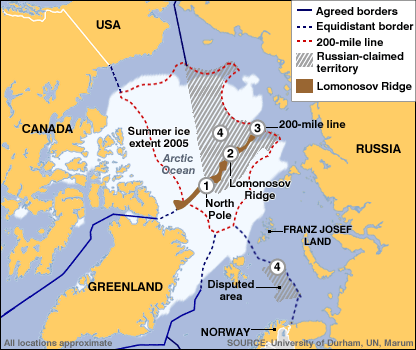 USA
Agreed borders
Equidistant border
200-mile line
Russian-claimed
territory
Lomonosov Ridge
CANADA
4
Summer ice
extent 2005
3
200-mile line
Arctic
Ocean
2
RUSSIA
1
Lomonosov
Ridge
North
Pole
FRANZ JOSEF
LAND
4
GREENLAND
Disputed
area
NORWAY
All locations approximate
SOURCE: University of Durham, UN, Marum